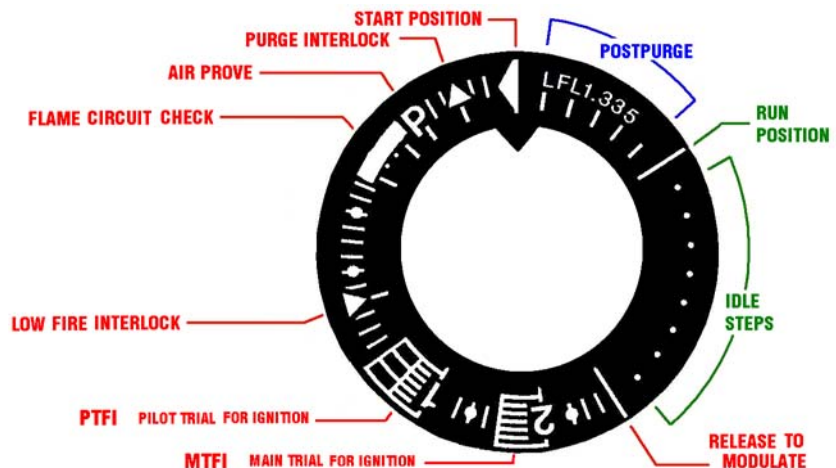 START POSITION
PURGE INTERLOCK
AIR PROVE
FLAME CIRCUIT CHECK
LOW FIRE INTERLOCK
PTFI PILOT TRIAL FOR IGNITION
MTFI MAIN TRIAL FOR IGNITION
POSTPURGE
RUN
POSITION
IDLE
STEPS
RELEASE TO
MODULATE
LFL1.335
P
1
2